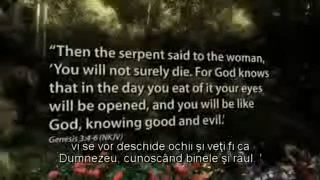 “Then the serpent said to the woman,
‘You will not surely die. For God knows
that in the day you eat of it your eyes
will be opened, and you will be like
God, knowing good and evil.’
Genesis 3:4-6 (NKJV)
vi se vor deschide ochii şi veţi fi ca
Dumnezeu, cunoscând binele şi răul. ’